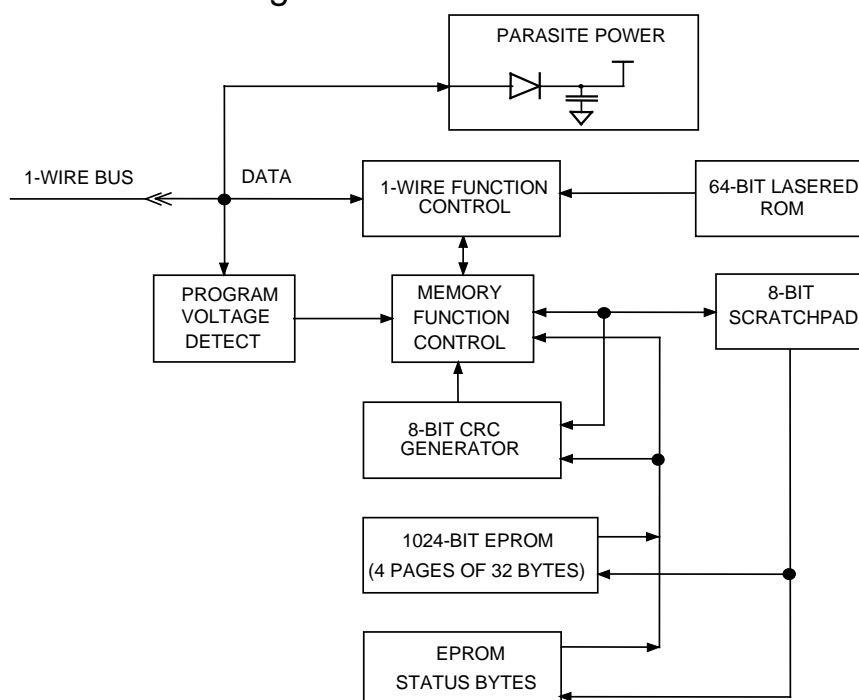 PARASITE POWER
1-WIRE BUS
DATA
1-WIRE FUNCTION
CONTROL
64-BIT LASERED
ROM
PROGRAM
VOLTAGE
DETECT
MEMORY
FUNCTION
CONTROL
8-BIT
SCRATCHPAD
8-BIT CRC
GENERATOR
1024-BIT EPROM
(4 PAGES OF 32 BYTES)
EPROM
STATUS BYTES